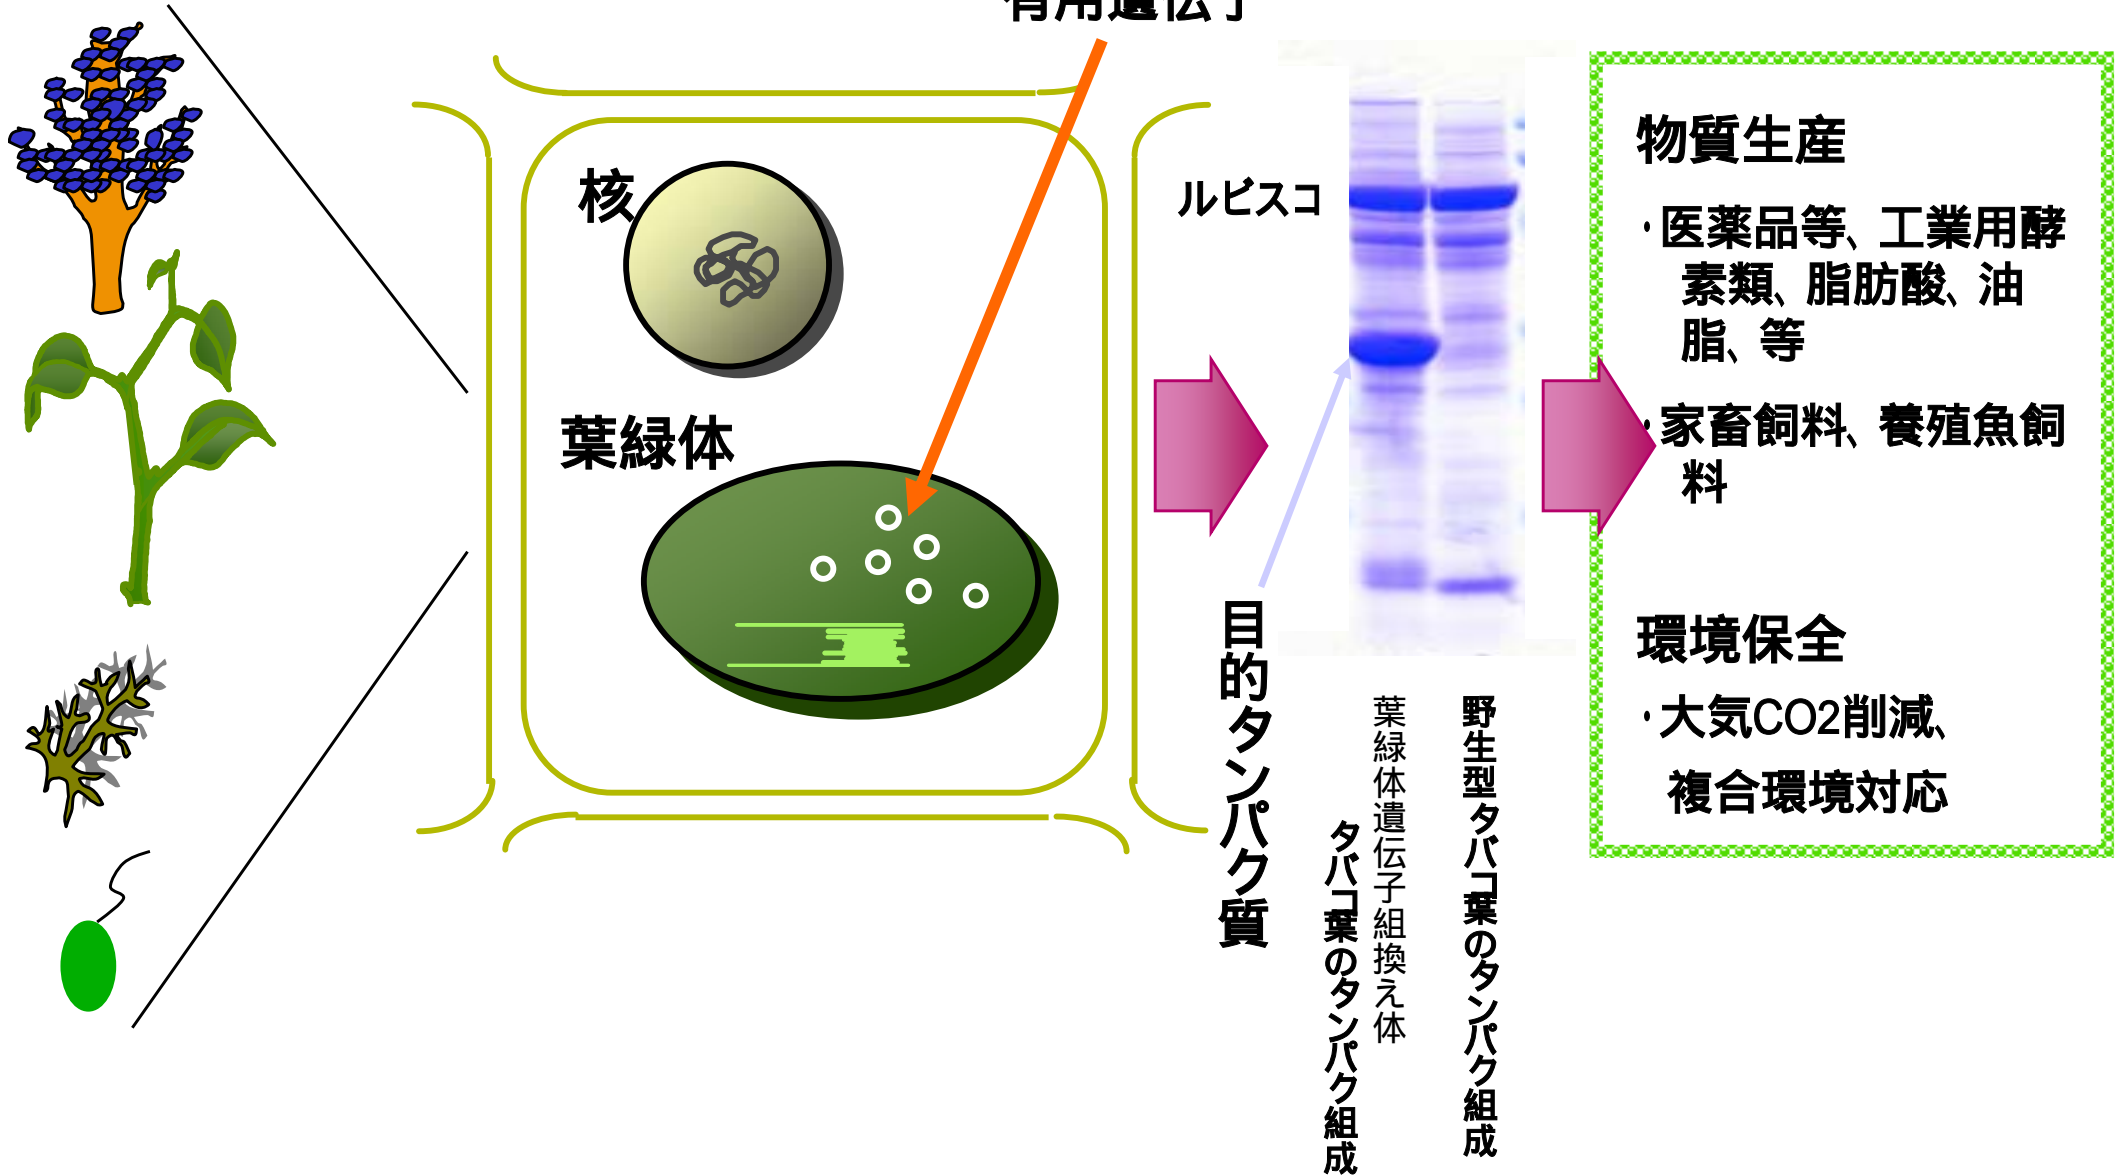 有用遺伝子
核
葉緑体
ルビスコ
目的タンパク質
葉緑体遺伝子組換え体
タバコ葉のタンパク組成
野生型タバコ葉のタンパク組成
物質生産
・医薬品等、工業用酵
素類、脂肪酸、油
脂、等
・家畜飼料、養殖魚飼
料
環境保全
・大気CO2削減、
複合環境対応